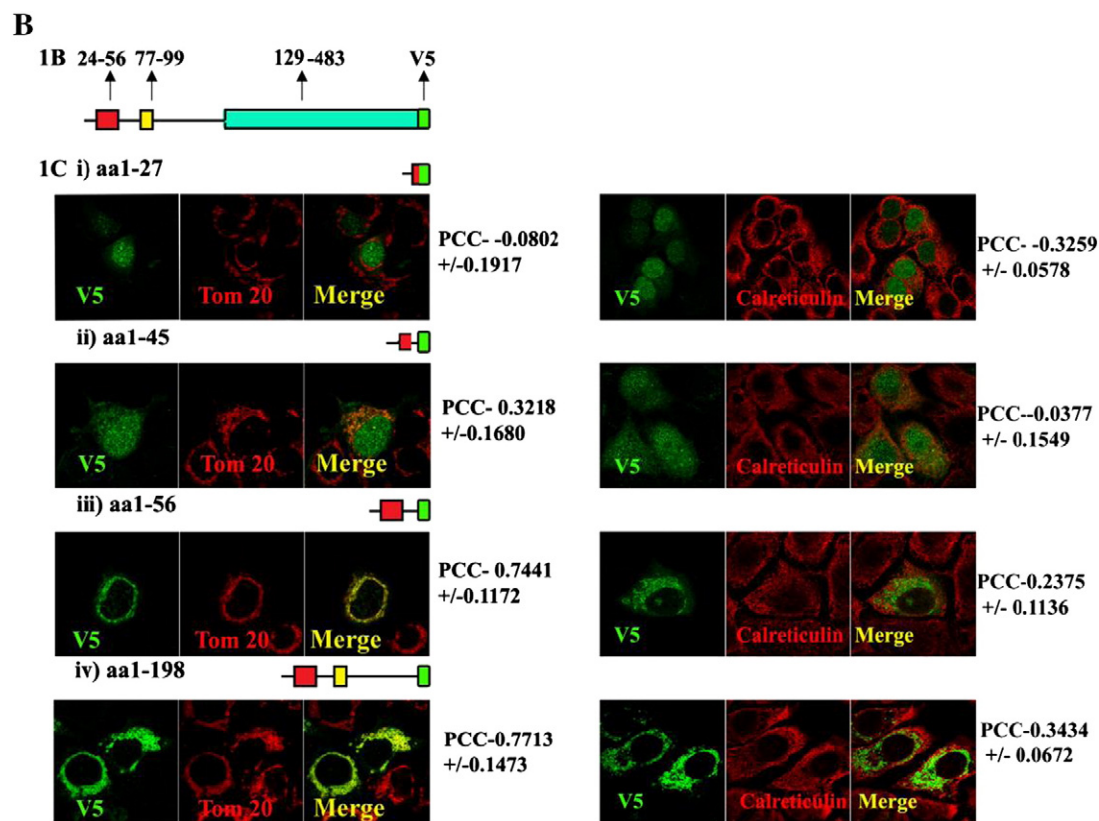 B
1B 24-56 77-99 129-483 V5
1C i) aa1-27
V5 Tom 20 Merge
PCC- -0.0802
+/-0.1917
V5 Calreticulin Merge
PCC- -0.3259
+/- 0.0578
ii) aa1-45
V5 Tom 20 Merge
PCC- 0.3218
+/-0.1680
V5 Calreticulin Merge
PCC--0.0377
+/- 0.1549
iii) aa1-56
V5 Tom 20 Merge
PCC- 0.7441
+/-0.1172
V5 Calreticulin Merge
PCC-0.2375
+/- 0.1136
iv) aa1-198
V5 Tom 20 Merge
PCC-0.7713
+/-0.1473
V5 Calreticulin Merge
PCC-0.3434
+/- 0.0672